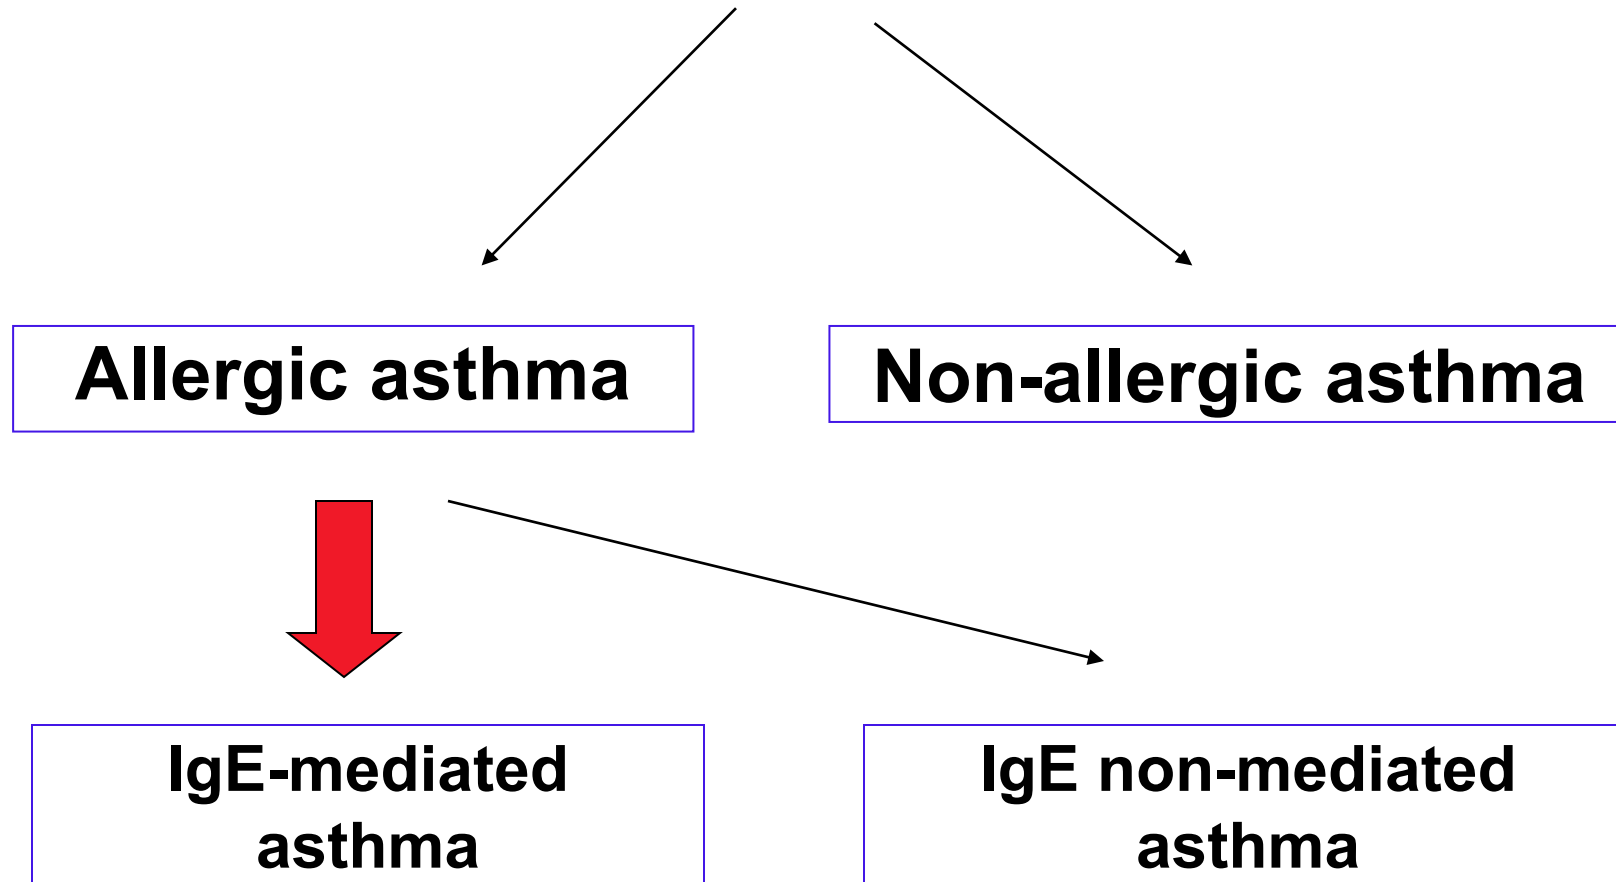 Allergic asthma
Non-allergic asthma
IgE-mediated
asthma
IgE non-mediated
asthma